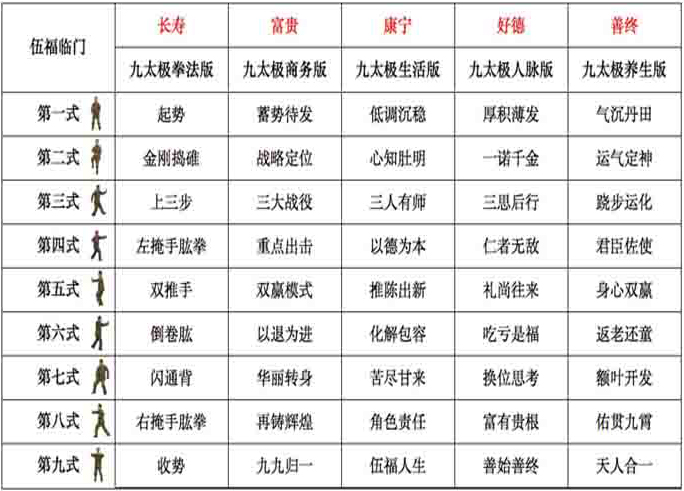 伍福临门 长寿 富贵 康宁 好德 善终
九太极拳法版 九太极商务版 九太极生活版 九太极人脉版 九太极养生版
第一式 起势 蓄势待发 低调沉稳 厚积薄发 气沉丹田
第二式 金刚捣碓 战略定位 心知肚明 一诺千金 运气定神
第三式 上三步 三大战役 三人有师 三思后行 跷步运化
第四式 左掩手肱拳 重点出击 以德为本 仁者无敌 君臣佐使
第五式 双推手 双赢模式 推陈出新 礼尚往来 身心双赢
第六式 倒卷肱 以退为进 化解包容 吃亏是福 返老还童
第七式 闪通背 华丽转身 苦尽甘来 换位思考 额叶开发
第八式 右掩手肱拳 再铸辉煌 角色责任 富有贵根 佑贯九霄
第九式 收势 九九归一 伍福人生 善始善终 天人合一